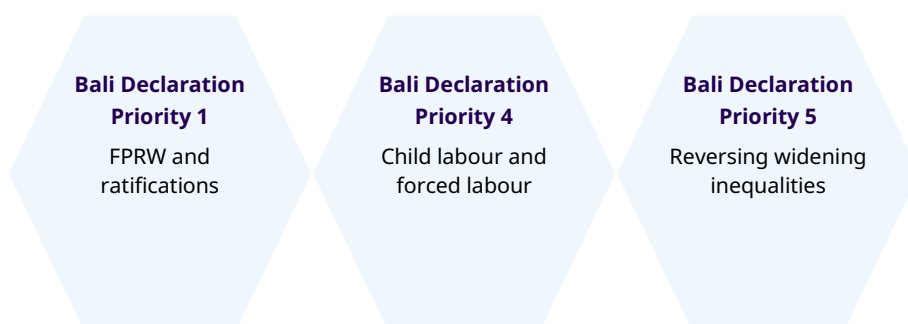 Bali Declaration
Priority 1
FPRW and
ratifications
Bali Declaration
Priority 4
Child labour and
forced labour
Bali Declaration
Priority 5
Reversing widening
inequalities